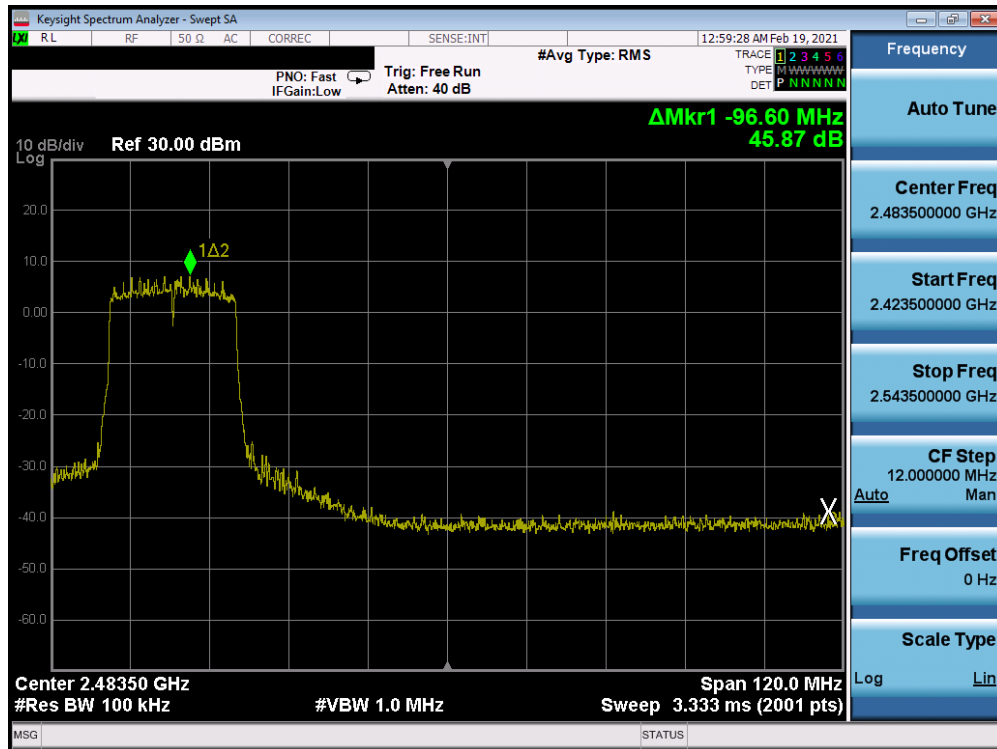 Keysight Spectrum Analyzer - Swept SA
LXI RL RF 50 Ω AC CORREC SENSE:INT 12:59:28 AM Feb 19, 2021
#Avg Type: RMS TRACE 1 2 3 4 5 6
PNO: Fast Trig: Free Run TYPE M WWWWW
IFGain:Low Atten: 40 dB DET P N N N N N
ΔMkr1 -96.60 MHz
45.87 dB
10 dB/div Ref 30.00 dBm
Log
20.0
1Δ2
10.0
0.00
-10.0
-20.0
-30.0
-40.0
X
-50.0
-60.0
Center 2.48350 GHz Span 120.0 MHz
#Res BW 100 kHz #VBW 1.0 MHz Sweep 3.333 ms (2001 pts)
MSG STATUS
Frequency
Auto Tune
Center Freq
2.483500000 GHz
Start Freq
2.423500000 GHz
Stop Freq
2.543500000 GHz
CF Step
12.000000 MHz
Auto Man
Freq Offset
0 Hz
Scale Type
Log Lin